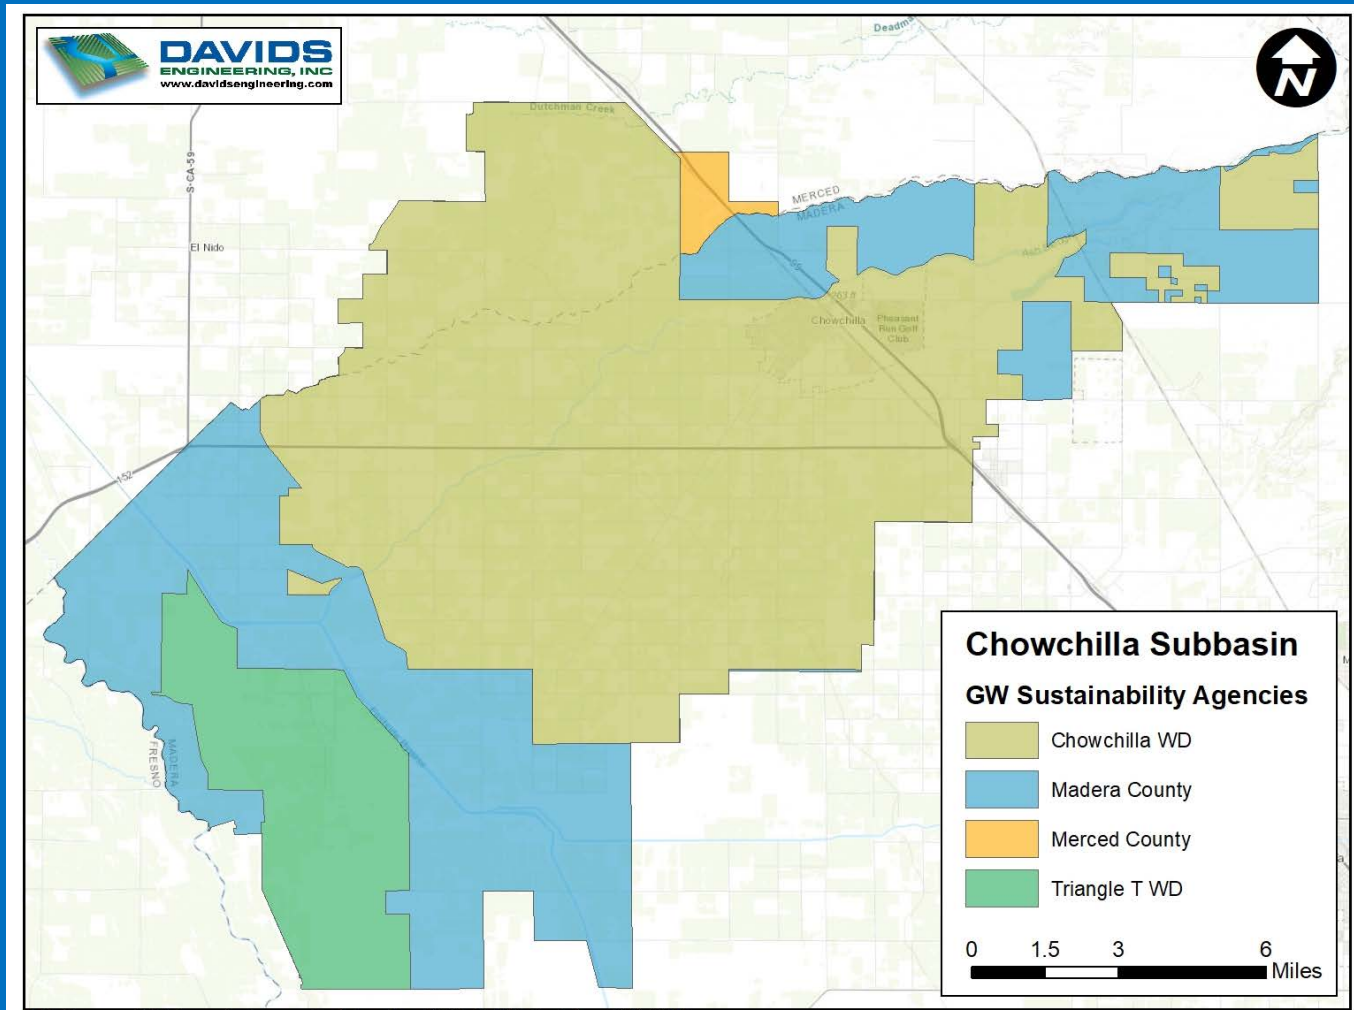 DAVIDS
ENGINEERING, INC
www.davidsengineering.com
N
Dutchman Creek
S-CA-59
MERCED
MADERA
El Nido
Chowchilla
Pheasant
Run Golf
Club
152
MADERA
FRESNO
Chowchilla Subbasin
GW Sustainability Agencies
Chowchilla WD
Madera County
Merced County
Triangle T WD
0 1.5 3 6
Miles